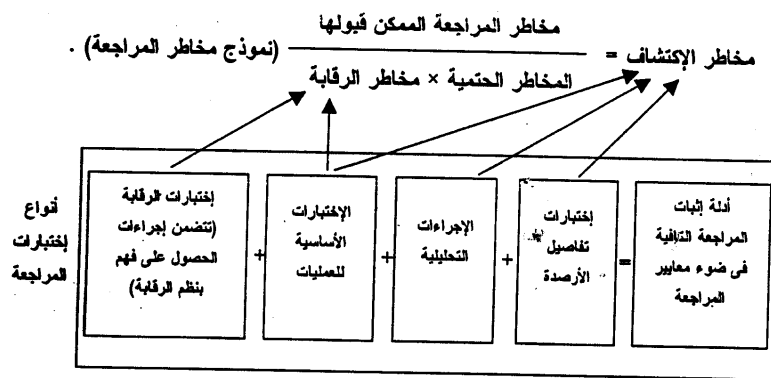 مخاطر المراجعة الممكن قبولها
مخاطر الإكتشاف = (نموذج مخاطر المراجعة) .
المخاطر الحتمية × مخاطر الرقابة
أنواع
إختبارات
المراجعة
إختبارات الرقابة
(تتضمن إجراءات
الحصول على فهم
بنظم الرقابة)
+
الإختبارات
الأساسية
للعمليات
+
الإجراءات
التحليلية
+
إختبارات
تفاصيل
الأرصدة
=
أدلة إثبات
المراجعة الكافية
فى ضوء معايير
المراجعة